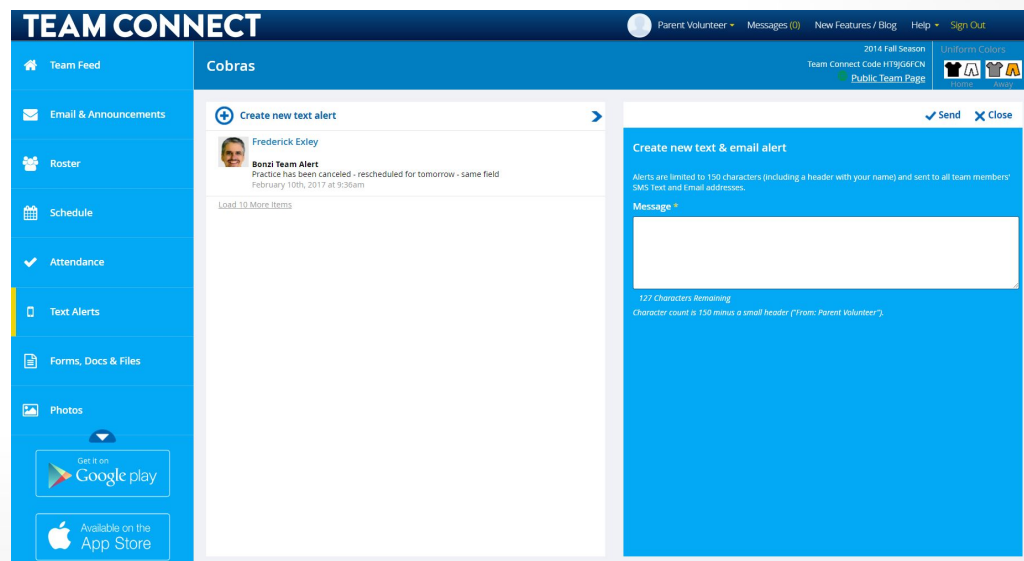 TEAM CONNECT
Parent Volunteer
Messages (0)
New Features / Blog
Help
Sign Out
Team Feed
Email & Announcements
Roster
Schedule
Attendance
Text Alerts
Forms, Docs & Files
Photos
Get it on
Google play
Available on the
App Store
Cobras
2014 Fall Season
Team Connect Code HT9JG6FCN
Public Team Page
Uniform Colors
Home
Away
Create new text alert
Frederick Exley
Bonzi Team Alert
Practice has been canceled - rescheduled for tomorrow - same field
February 10th, 2017 at 9:36am
Load 10 More Items
Send
Close
Create new text & email alert
Alerts are limited to 150 characters (including a header with your name) and sent to all team members'
SMS Text and Email addresses.
Message *
127 Characters Remaining
Character count is 150 minus a small header ("From: Parent Volunteer").